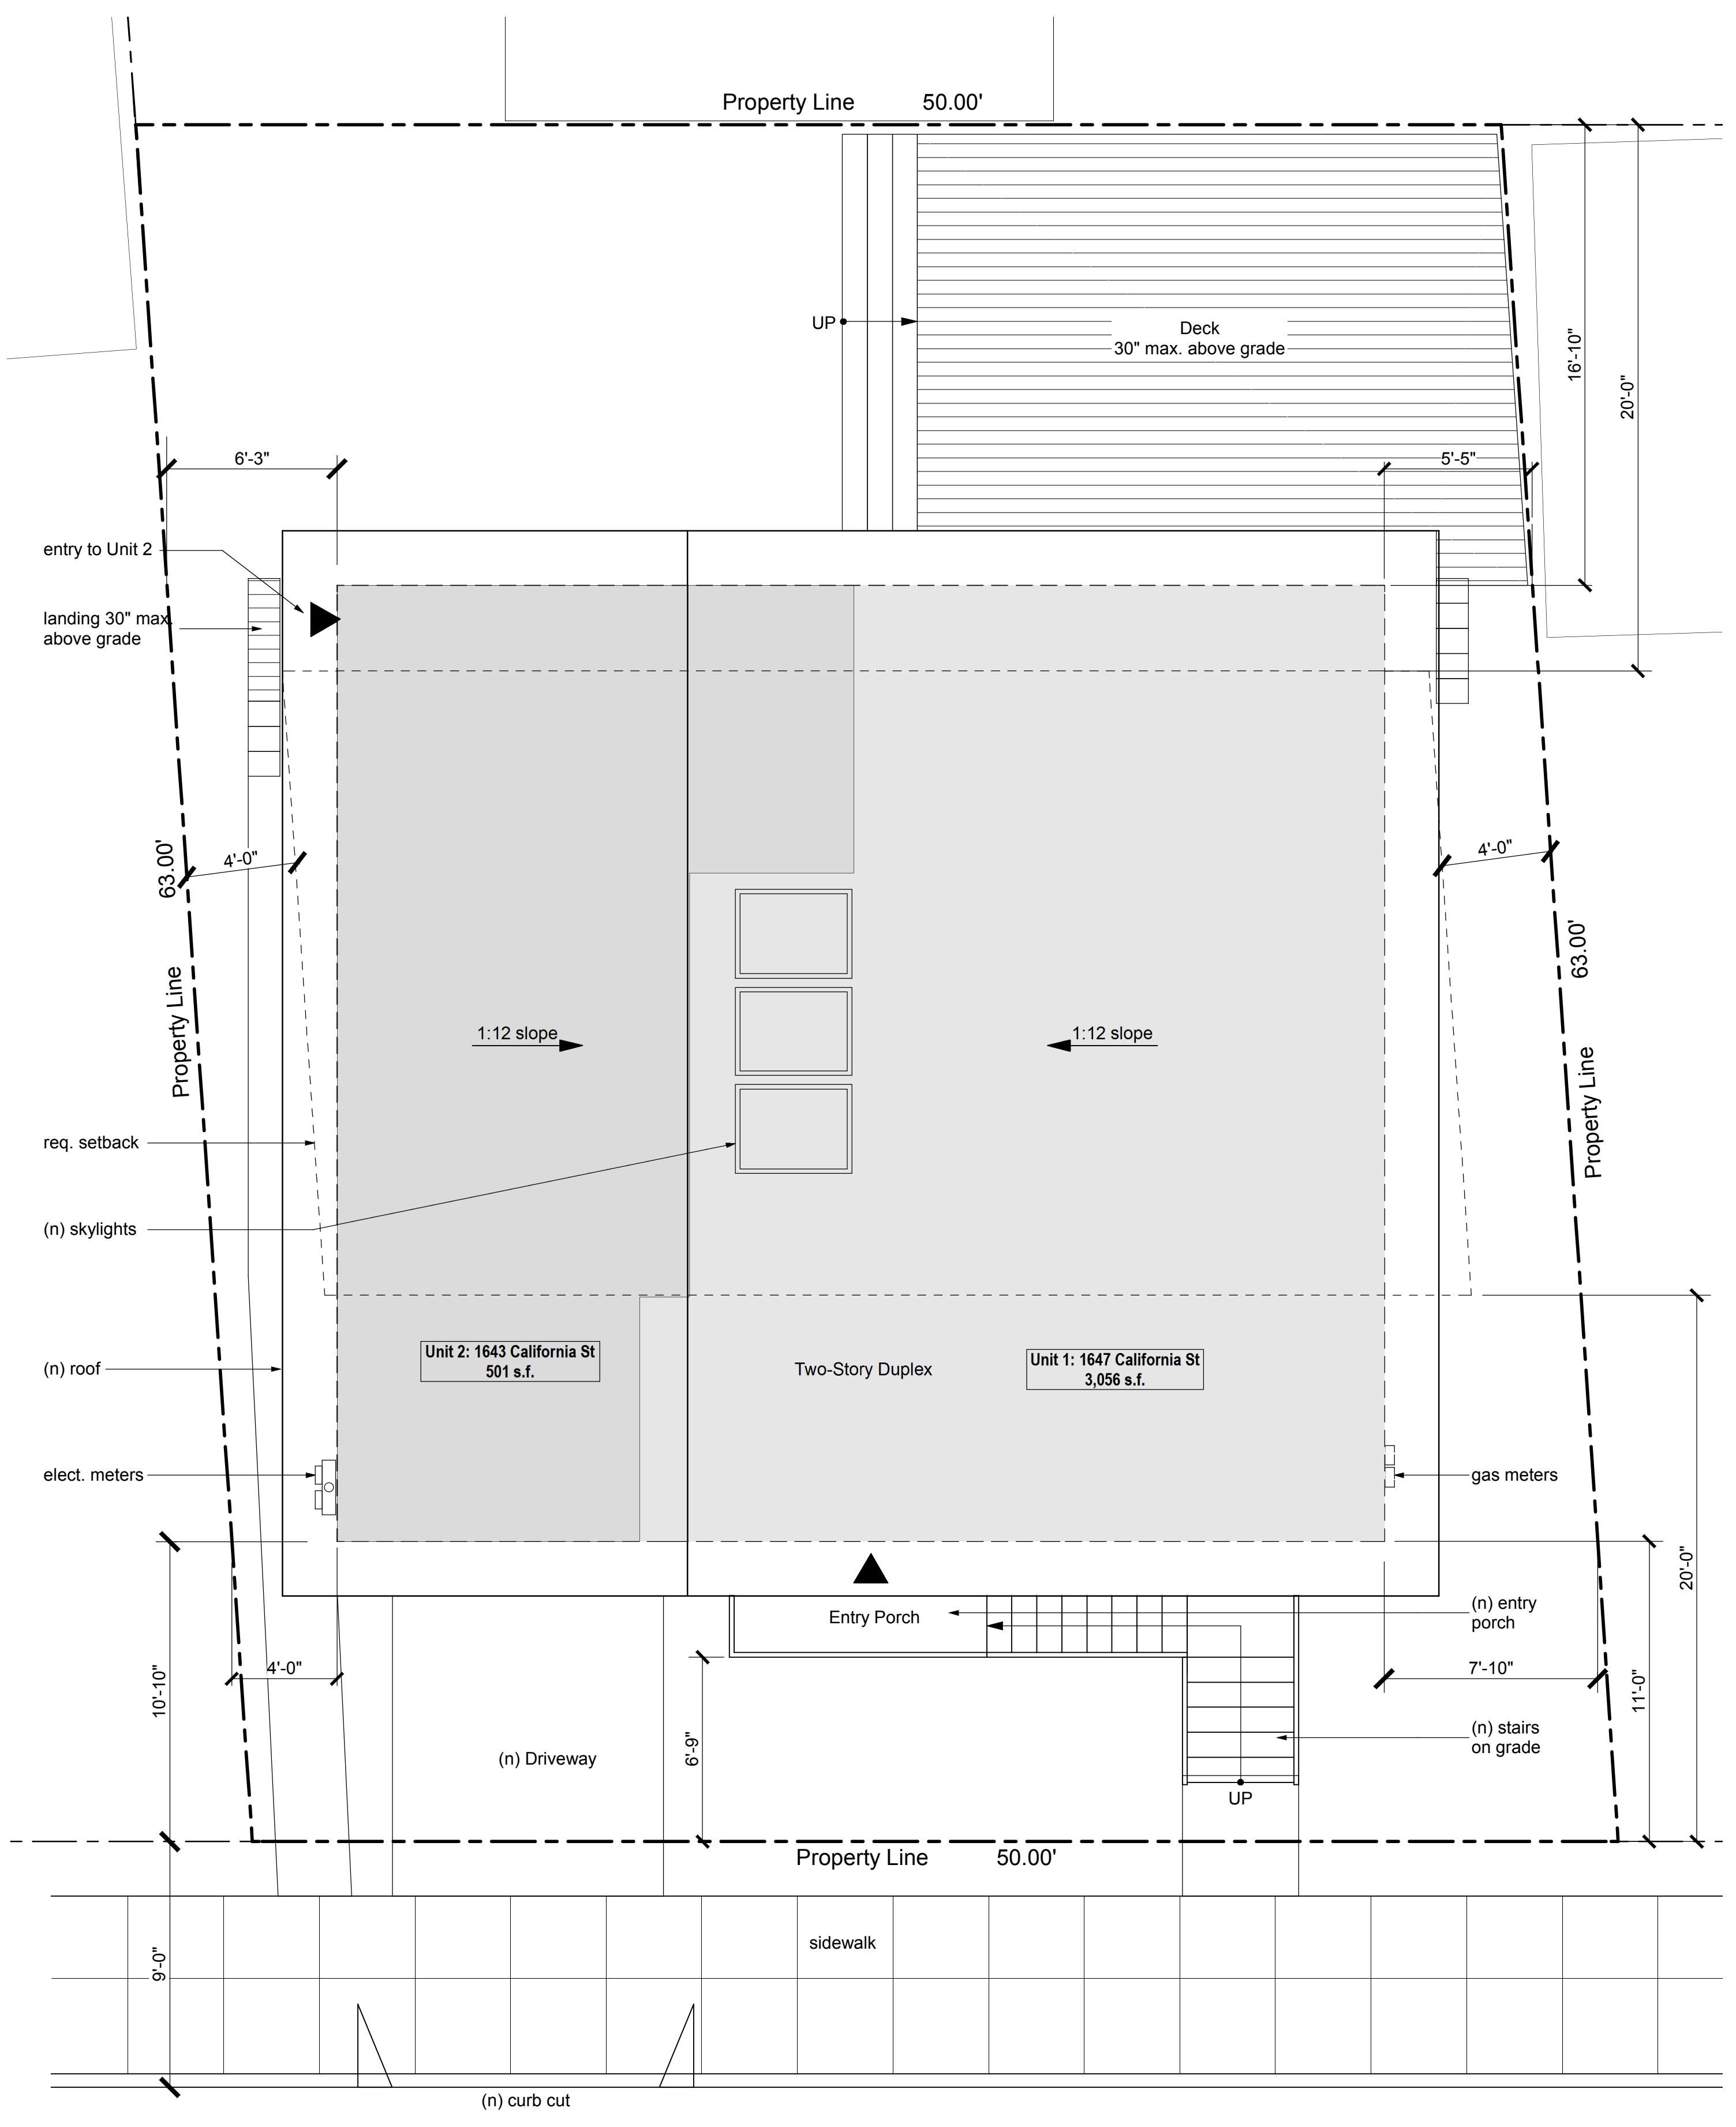 Property Line 50.00'
UP
Deck
30" max. above grade
16'-10"
20'-0"
6'-3"
5'-5"
entry to Unit 2
landing 30" max.
above grade
63.00'
4'-0"
4'-0"
63.00'
Property Line
1:12 slope
1:12 slope
Property Line
req. setback
(n) skylights
(n) roof
Unit 2: 1643 California St
501 s.f.
Two-Story Duplex
Unit 1: 1647 California St
3,056 s.f.
elect. meters
gas meters
20'-0"
Entry Porch
(n) entry
porch
4'-0"
7'-10"
10'-10"
11'-0"
6'-9"
(n) Driveway
(n) stairs
on grade
UP
Property Line 50.00'
sidewalk
9'-0"
(n) curb cut